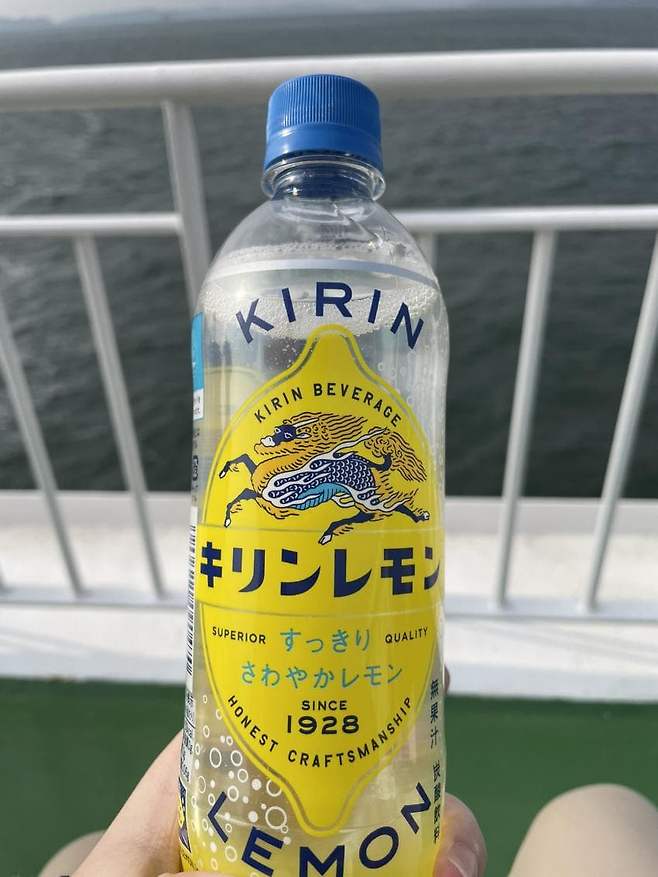 KIRIN
KIRIN BEVERAGE
キリンレモン
SUPERIOR すっきり QUALITY
さわやかレモン
SINCE
1928
HONEST CRAFTSMANSHIP
LEMON
無果汁 炭酸飲料